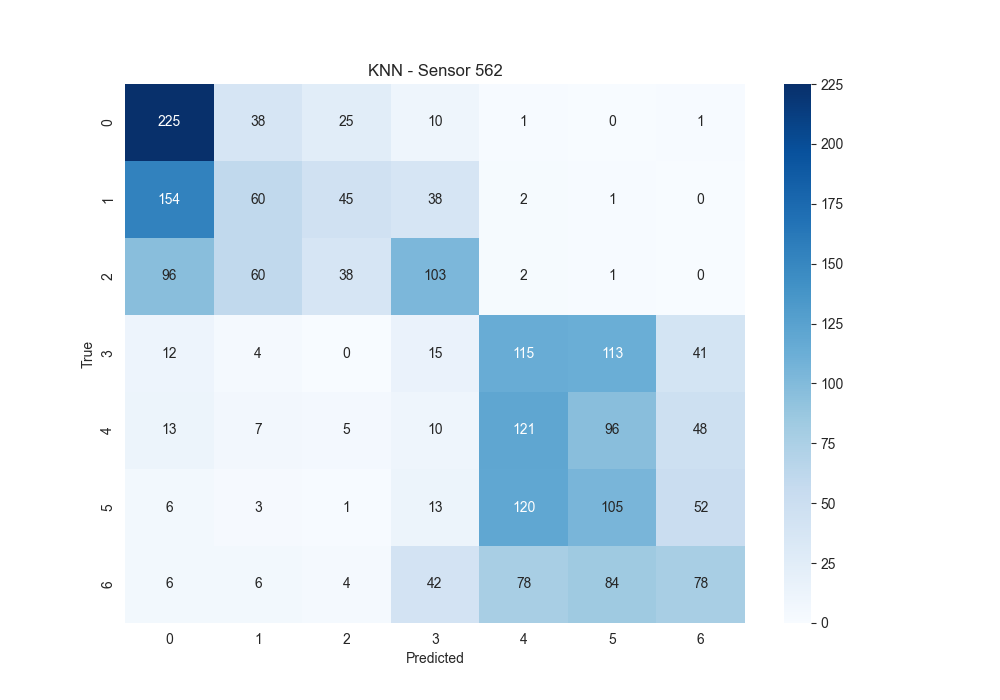 KNN - Sensor 562
0 225 38 25 10 1 0 1
1 154 60 45 38 2 1 0
2 96 60 38 103 2 1 0
3 12 4 0 15 115 113 41
4 13 7 5 10 121 96 48
5 6 3 1 13 120 105 52
6 6 6 4 42 78 84 78
0 1 2 3 4 5 6
Predicted
True
225
200
175
150
125
100
75
50
25
0